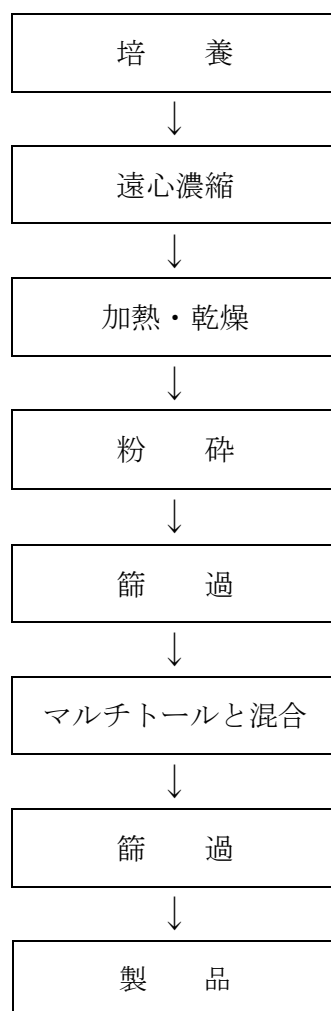 培　　養
↓
遠心濃縮
↓
加熱・乾燥
↓
粉　　砕
↓
篩　　過
↓
マルチトールと混合
↓
篩　　過
↓
製　　品